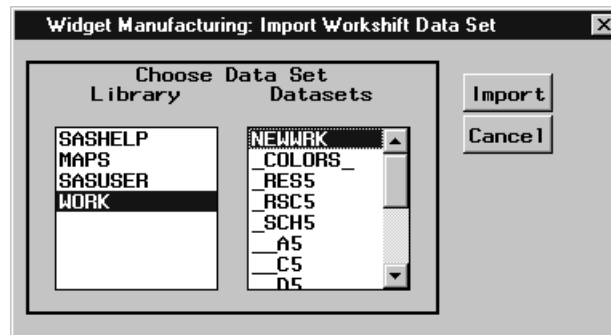 Widget Manufacturing: Import Workshift Data Set
Choose Data Set
Library Datasets
SASHELP
MAPS
SASUSER
WORK
NEWWRK
_COLORS_
_RES5
_RSC5
_SCH5
__A5
__C5
__D5
Import
Cancel